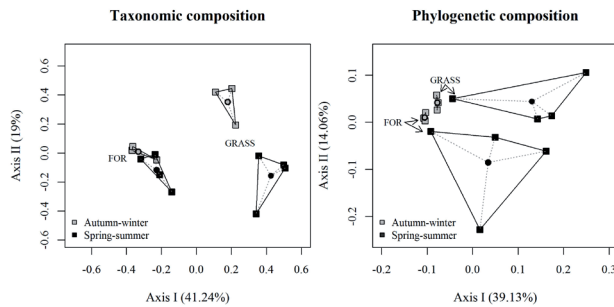 Taxonomic composition
Axis II (19%)
0.6
0.4
0.2
0.0
-0.2
-0.4
-0.6
GRASS
FOR
Autumn-winter
Spring-summer
-0.6
-0.4
-0.2
0.0
0.2
0.4
0.6
Axis I (41.24%)
Phylogenetic composition
Axis II (14.06%)
0.1
0.0
-0.1
-0.2
GRASS
FOR
Autumn-winter
Spring-summer
-0.2
-0.1
0.0
0.1
0.2
0.3
Axis I (39.13%)